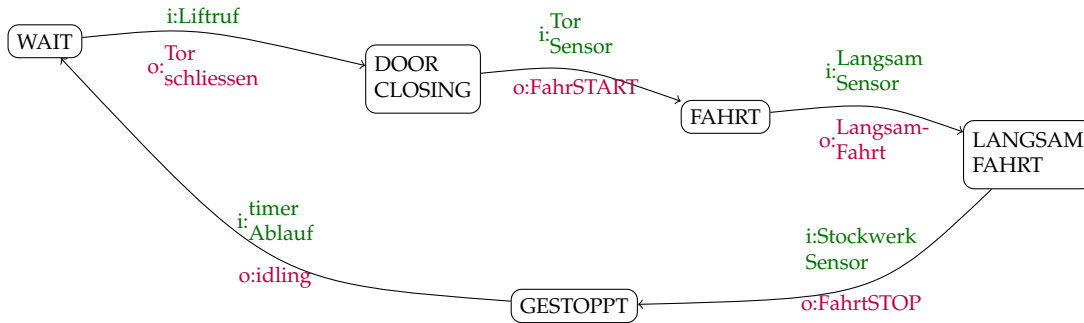 WAIT
i:Liftruf
o:Tor
schliessen
DOOR
CLOSING
i:Tor
Sensor
o:FahrSTART
FAHRT
i:Langsam
Sensor
o:Langsam-
Fahrt
LANGSAM
FAHRT
i:Stockwerk
Sensor
o:FahrtSTOP
GESTOPPT
i:timer
Ablauf
o:idling